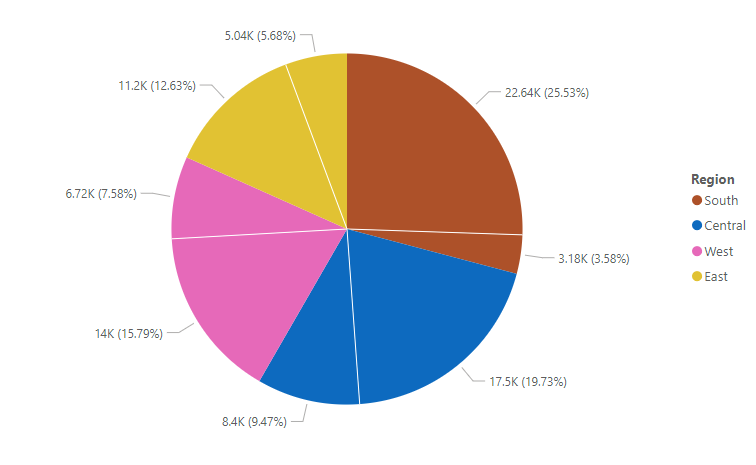 5.04K (5.68%)
11.2K (12.63%)
22.64K (25.53%)
Region
South
6.72K (7.58%)
Central
West
3.18K (3.58%)
East
14K (15.79%)
17.5K (19.73%)
8.4K (9.47%)